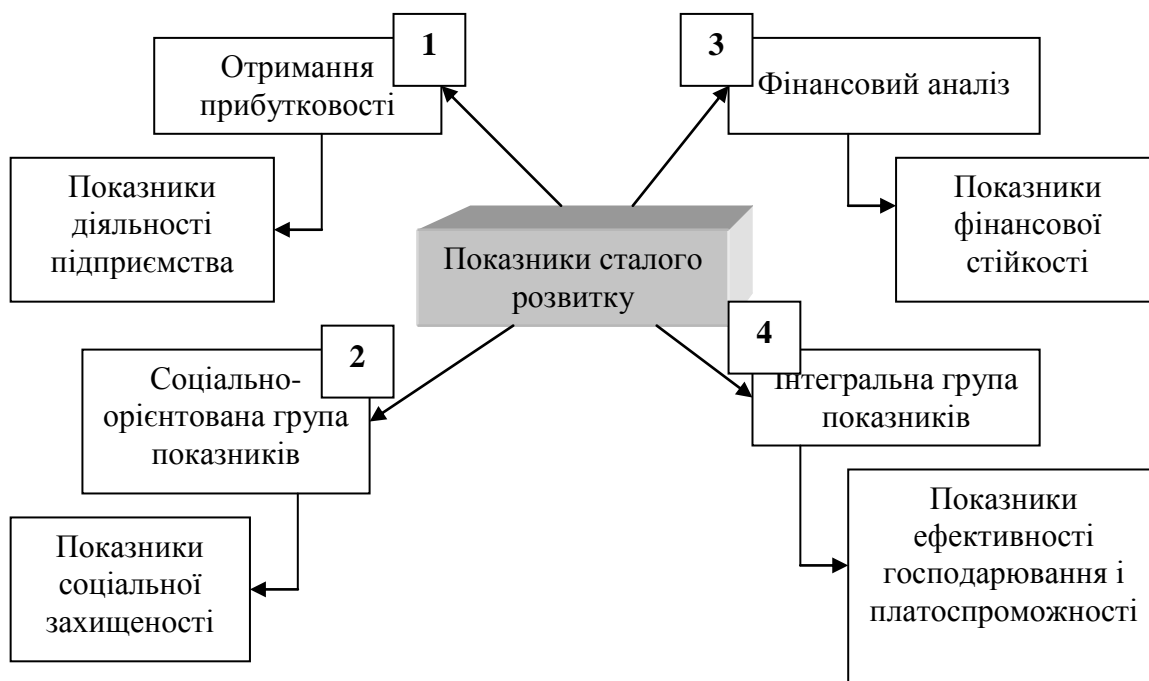 1
Отримання
прибутковості
Показники
діяльності
підприємства
3
Фінансовий аналіз
Показники
фінансової
стійкості
Показники сталого
розвитку
2
Соціально-
орієнтована група
показників
Показники
соціальної
захищеності
4
Інтегральна група
показників
Показники
ефективності
господарювання і
платоспроможності